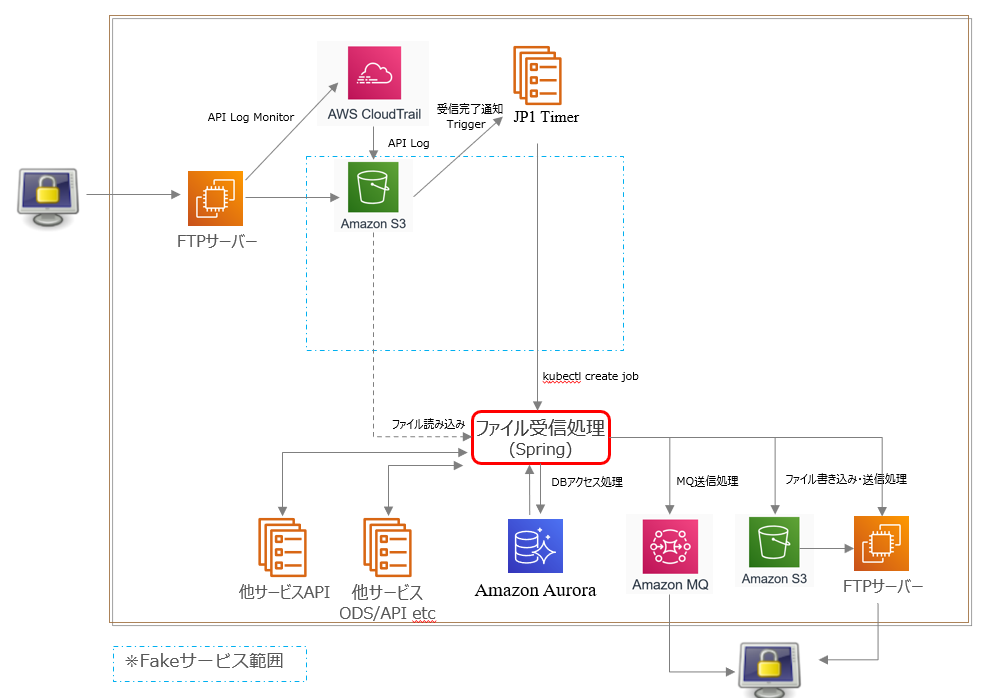 AWS CloudTrail
受信完了通知
Trigger
JP1 Timer
API Log Monitor
API Log
Amazon S3
FTPサーバー
kubectl create job
ファイル読み込み
ファイル受信処理
(Spring)
DBアクセス処理
MQ送信処理
ファイル書き込み・送信処理
他サービスAPI
他サービス
ODS/API etc
Amazon Aurora
Amazon MQ
Amazon S3
FTPサーバー
※Fakeサービス範囲